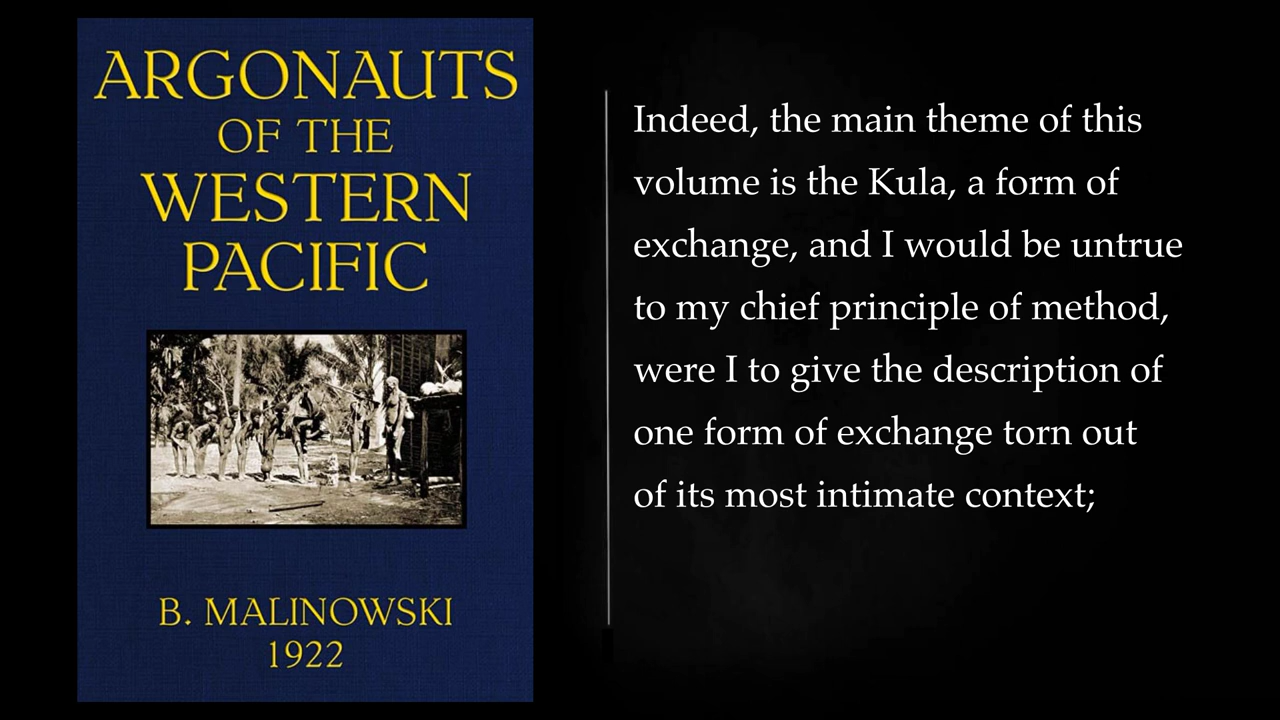 ARGONAUTS
OF THE
WESTERN
PACIFIC
B. MALINOWSKI
1922
Indeed, the main theme of this
volume is the Kula, a form of
exchange, and I would be untrue
to my chief principle of method,
were I to give the description of
one form of exchange torn out
of its most intimate context;